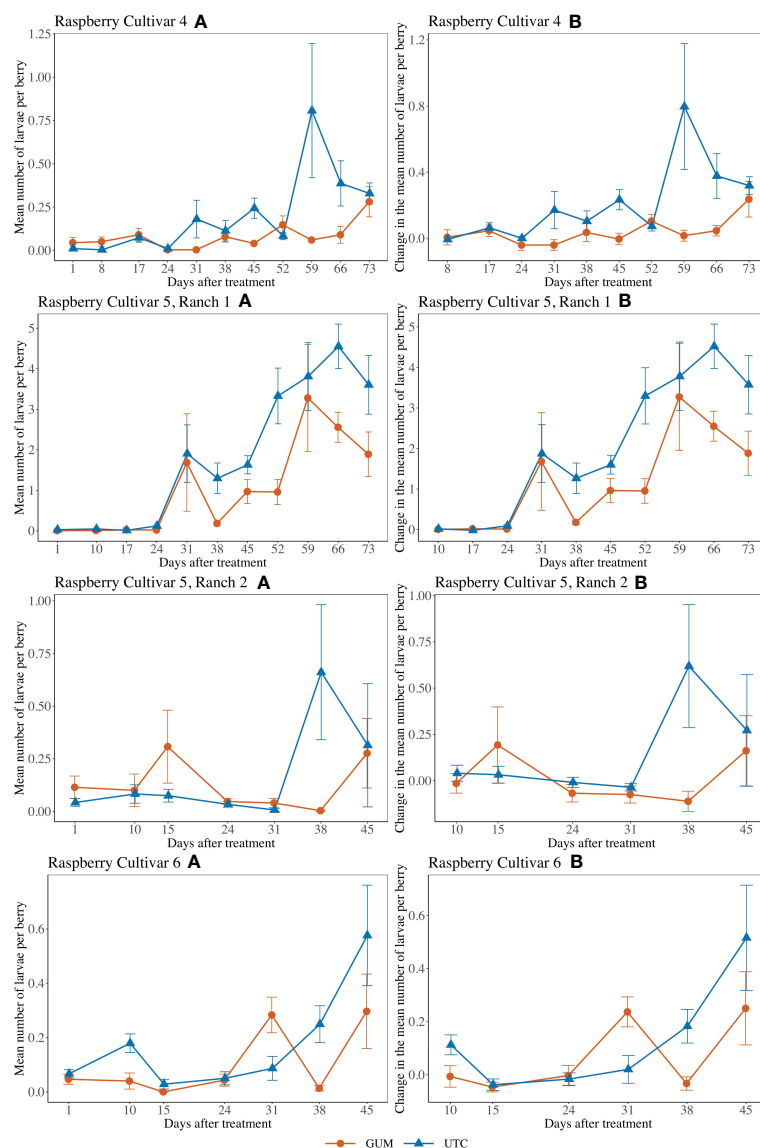 Raspberry Cultivar 4 A
Mean number of larvae per berry
1.25
1.00
0.75
0.50
0.25
0.00
1 8 17 24 31 38 45 52 59 66 73
Days after treatment
Raspberry Cultivar 4 B
Change in the mean number of larvae per berry
1.2
0.8
0.4
0.0
8 17 24 31 38 45 52 59 66 73
Days after treatment
Raspberry Cultivar 5, Ranch 1 A
Mean number of larvae per berry
5
4
3
2
1
0
1 10 17 24 31 38 45 52 59 66 73
Days after treatment
Raspberry Cultivar 5, Ranch 1 B
Change in the mean number of larvae per berry
5
4
3
2
1
0
10 17 24 31 38 45 52 59 66 73
Days after treatment
Raspberry Cultivar 5, Ranch 2 A
Mean number of larvae per berry
1.00
0.75
0.50
0.25
0.00
1 10 15 24 31 38 45
Days after treatment
Raspberry Cultivar 5, Ranch 2 B
Change in the mean number of larvae per berry
1.00
0.75
0.50
0.25
0.00
10 15 24 31 38 45
Days after treatment
Raspberry Cultivar 6 A
Mean number of larvae per berry
0.6
0.4
0.2
0.0
1 10 15 24 31 38 45
Days after treatment
Raspberry Cultivar 6 B
Change in the mean number of larvae per berry
0.6
0.4
0.2
0.0
10 15 24 31 38 45
Days after treatment
GUM UTC